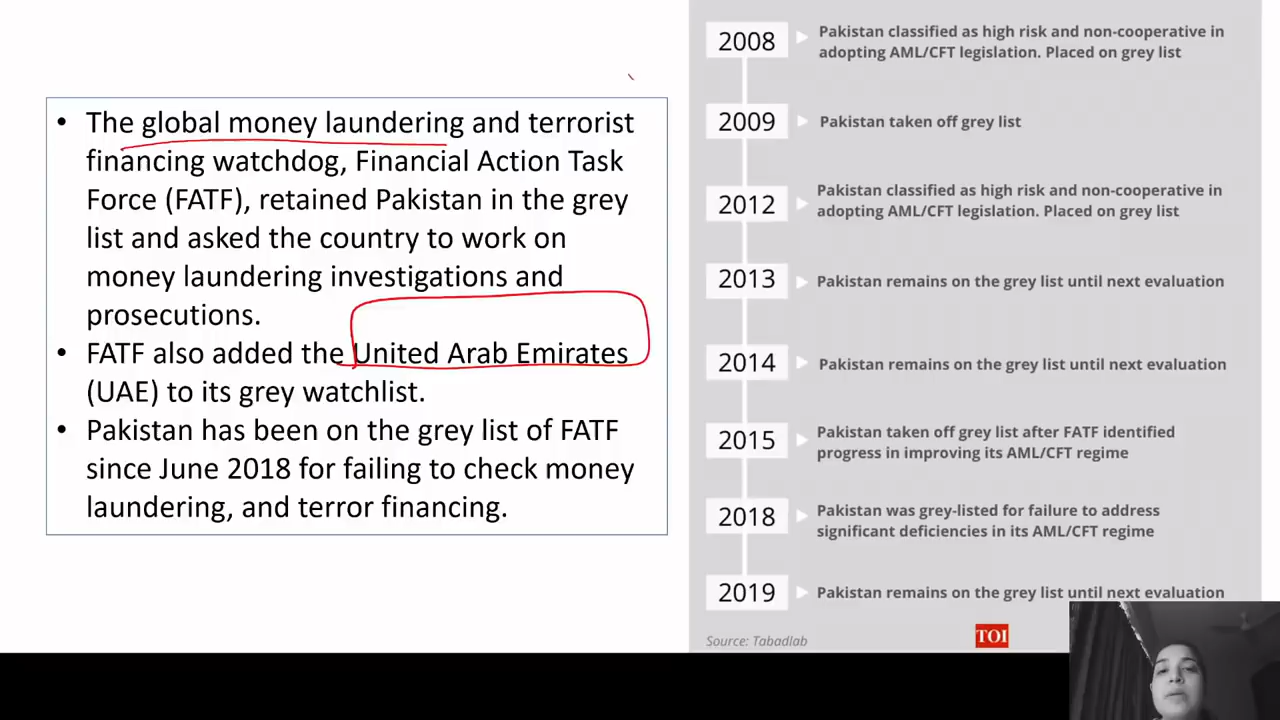 • The global money laundering and terrorist
financing watchdog, Financial Action Task
Force (FATF), retained Pakistan in the grey
list and asked the country to work on
money laundering investigations and
prosecutions.
• FATF also added the United Arab Emirates
(UAE) to its grey watchlist.
• Pakistan has been on the grey list of FATF
since June 2018 for failing to check money
laundering, and terror financing.
2008
Pakistan classified as high risk and non-cooperative in
adopting AML/CFT legislation. Placed on grey list
2009
Pakistan taken off grey list
2012
Pakistan classified as high risk and non-cooperative in
adopting AML/CFT legislation. Placed on grey list
2013
Pakistan remains on the grey list until next evaluation
2014
Pakistan remains on the grey list until next evaluation
2015
Pakistan taken off grey list after FATF identified
progress in improving its AML/CFT regime
2018
Pakistan was grey-listed for failure to address
significant deficiencies in its AML/CFT regime
2019
Pakistan remains on the grey list until next evaluation
Source: Tabadlab
TOI